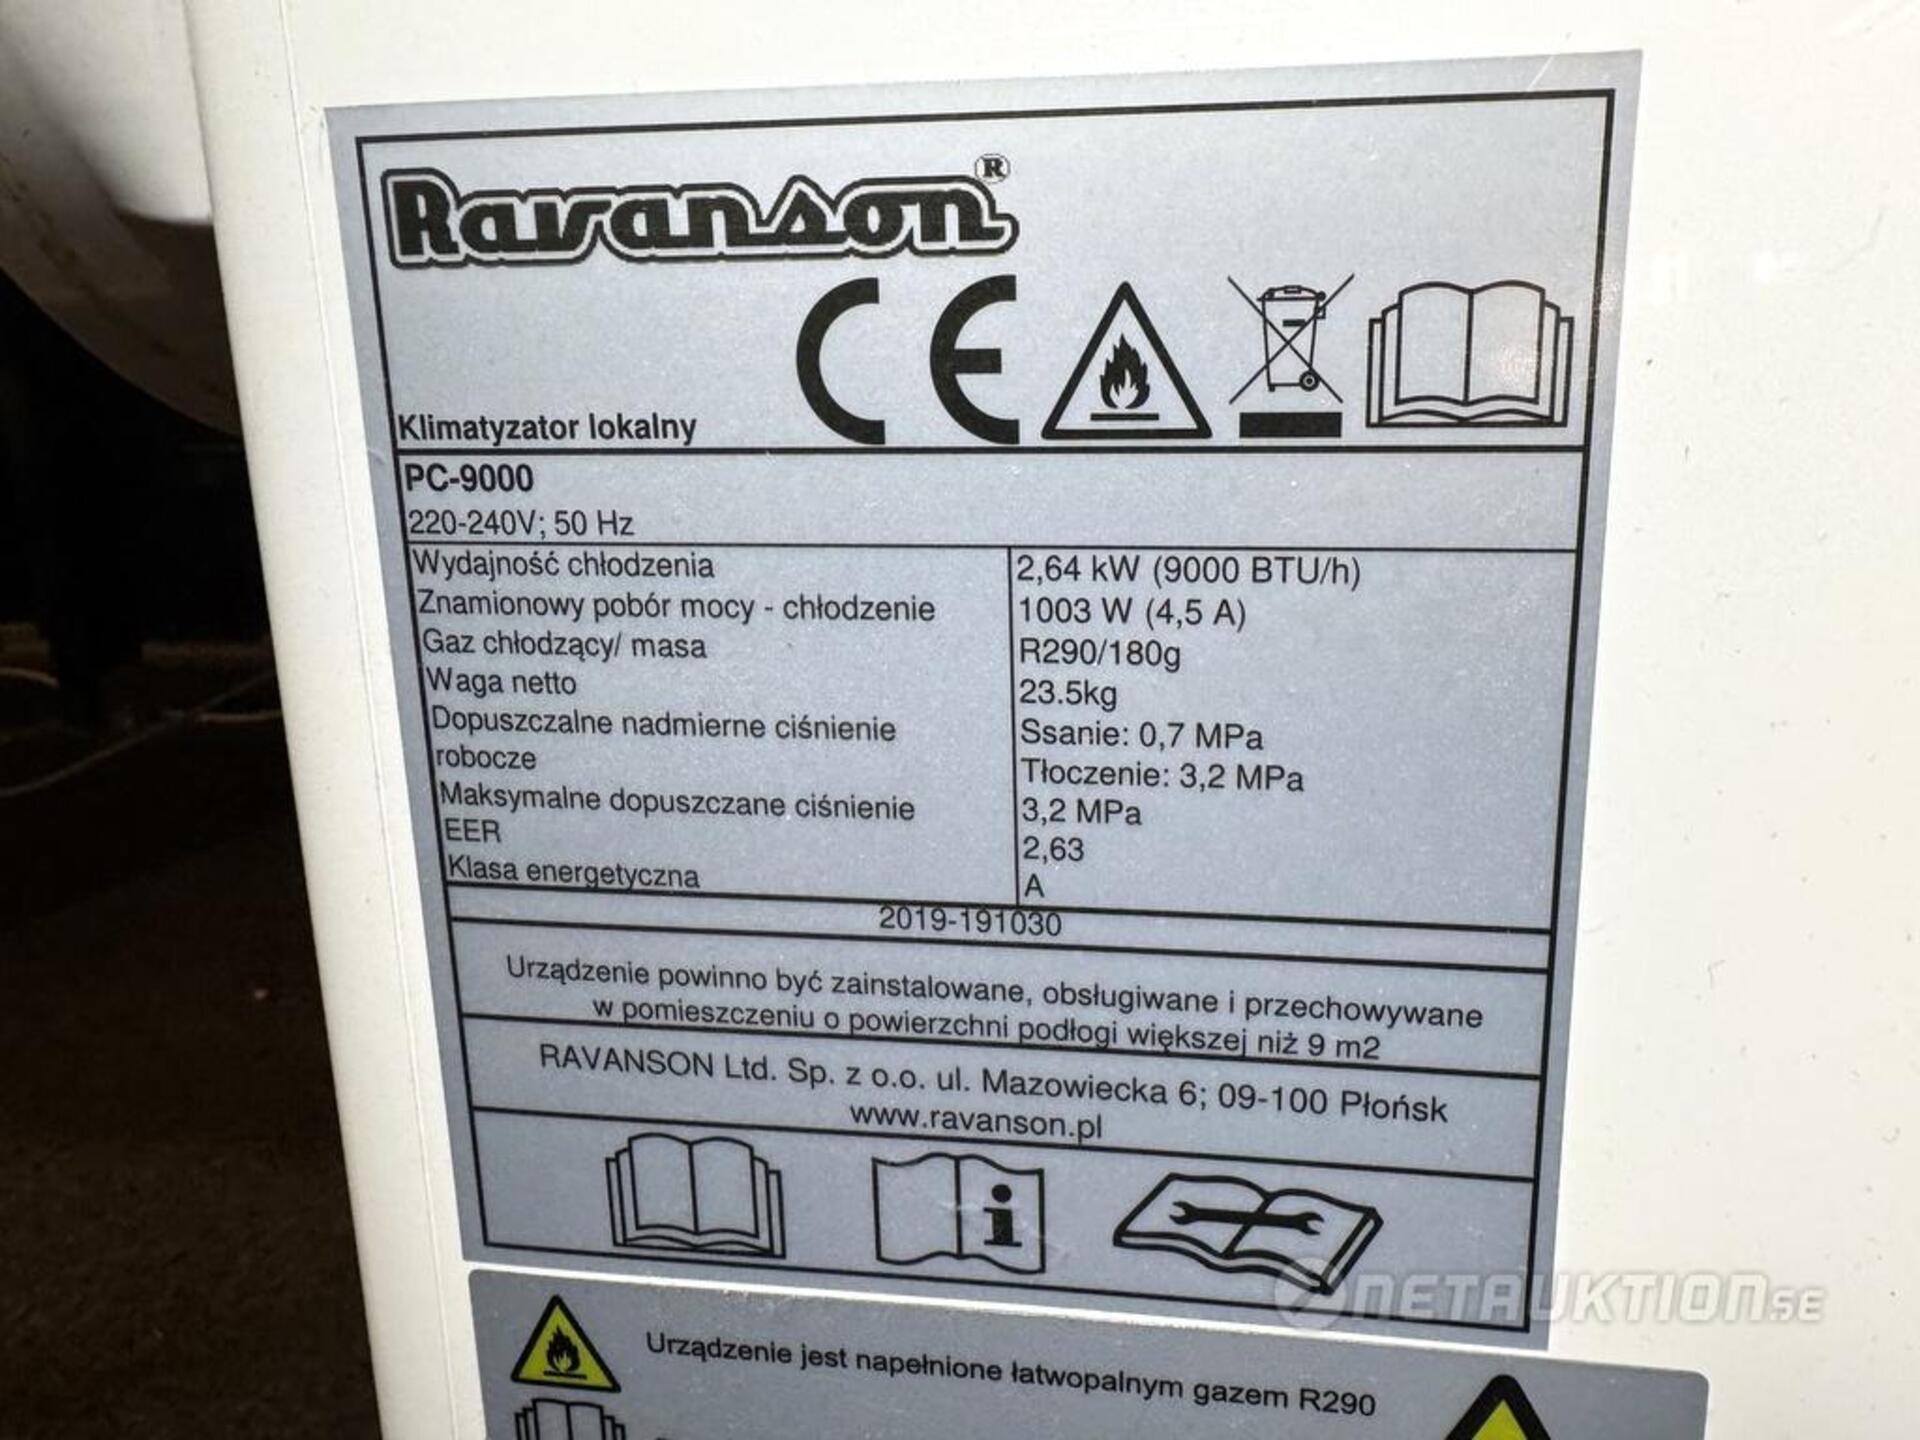 Ravanson®
CE
Klimatyzator lokalny
PC-9000
220-240V; 50 Hz
Wydajność chłodzenia 2,64 kW (9000 BTU/h)
Znamionowy pobór mocy - chłodzenie 1003 W (4,5 A)
Gaz chłodzący/ masa R290/180g
Waga netto 23.5kg
Dopuszczalne nadmierne ciśnienie Ssanie: 0,7 MPa
robocze Tłoczenie: 3,2 MPa
Maksymalne dopuszczane ciśnienie 3,2 MPa
EER 2,63
Klasa energetyczna A
2019-191030
Urządzenie powinno być zainstalowane, obsługiwane i przechowywane
w pomieszczeniu o powierzchni podłogi większej niż 9 m2
RAVANSON Ltd. Sp. z o.o. ul. Mazowiecka 6; 09-100 Płońsk
www.ravanson.pl
i
NETAUKTION.SE
Urządzenie jest napełnione łatwopalnym gazem R290